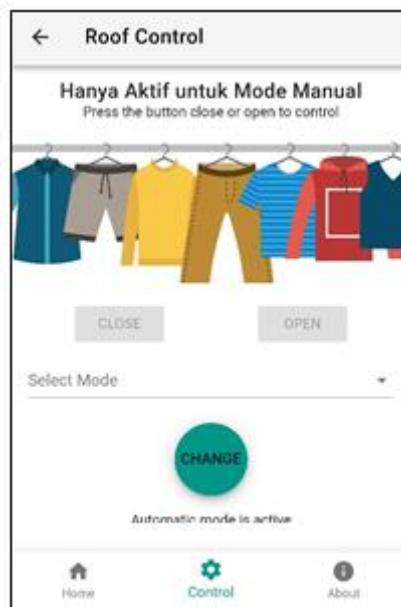 Roof Control
Hanya Aktif untuk Mode Manual
Press the button close or open to control
CLOSE
OPEN
Select Mode
CHANGE
Automatic mode is active
Home
Control
About